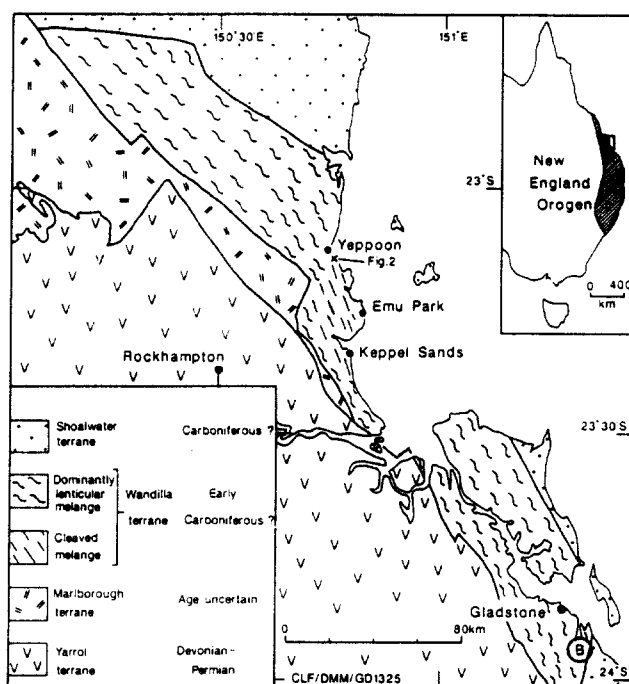 150°30'E
151°
23°S
New
England
Orogen
0 400
km
Yeppoon
Fig.2
Emu Park
Keppel Sands
Rockhampton
23°30 S
Shoalwater
terrane
Carboniferous ?
Dominantly
lenticular
melange
Wandilla
terrane
Early
Carboniferous ?
Cleaved
melange
Marlborough
terrane
Age uncertain
Yarrol
terrane
Devonian-
Permian
Gladstone
0 80km
B
CLF/DMM/GD1325
24°S